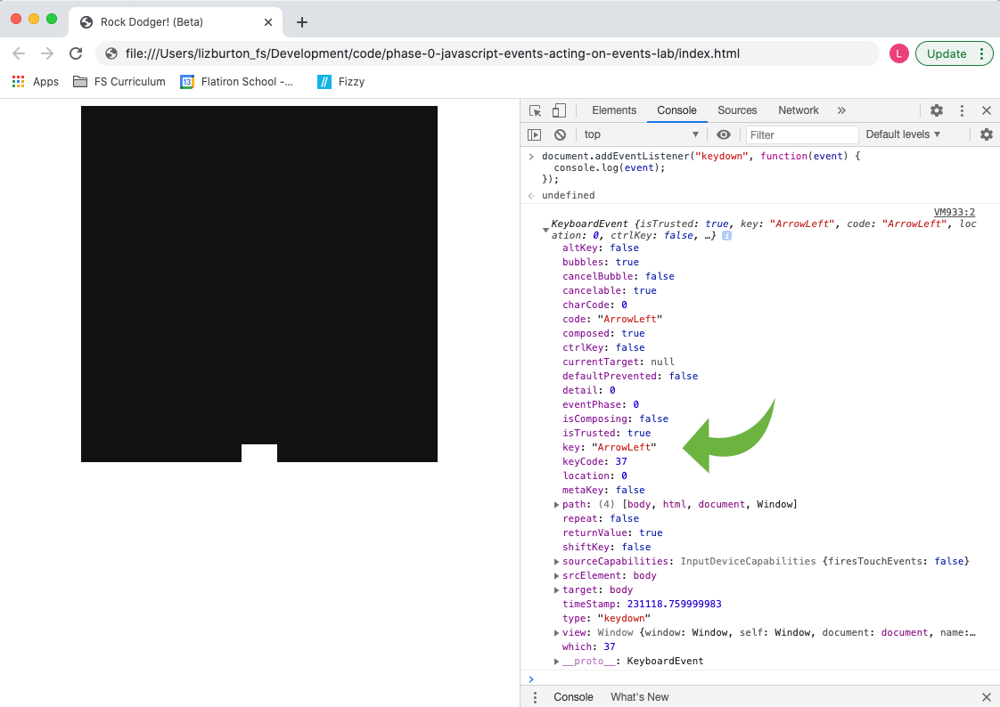 Rock Dodger! (Beta)
file:///Users/lizburton_fs/Development/code/phase-0-javascript-events-acting-on-events-lab/index.html
L
Update
Apps
FS Curriculum
13
Flatiron School -...
//
Fizzy
Elements
Console
Sources
Network
»
top
Filter
Default levels
document.addEventListener("keydown", function(event) {
console.log(event);
});
undefined
VM933:2
KeyboardEvent {isTrusted: true, key: "ArrowLeft", code: "ArrowLeft", loc
ation: 0, ctrlKey: false, …} i
altKey: false
bubbles: true
cancelBubble: false
cancelable: true
charCode: 0
code: "ArrowLeft"
composed: true
ctrlKey: false
currentTarget: null
defaultPrevented: false
detail: 0
eventPhase: 0
isComposing: false
isTrusted: true
key: "ArrowLeft"
keyCode: 37
location: 0
metaKey: false
path: (4) [body, html, document, Window]
repeat: false
returnValue: true
shiftKey: false
sourceCapabilities: InputDeviceCapabilities {firesTouchEvents: false}
srcElement: body
target: body
timeStamp: 231118.759999983
type: "keydown"
view: Window {window: Window, self: Window, document: document, name:…
which: 37
__proto__: KeyboardEvent
Console
What's New